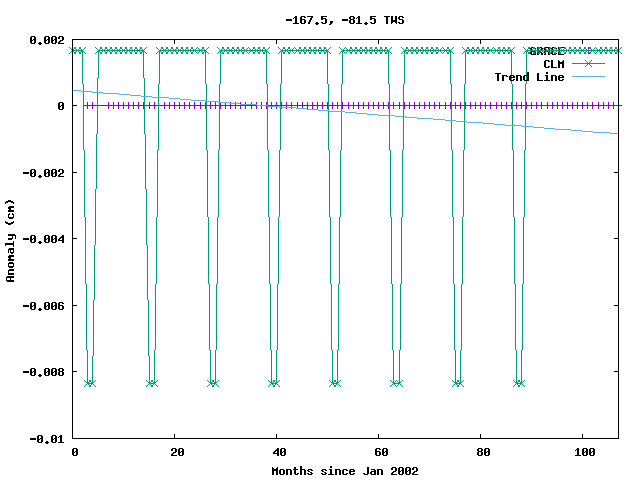 -167.5, -81.5 TWS
0.002
0
-0.002
-0.004
-0.006
-0.008
-0.01
Anomaly (cm)
GRACE
CLM
Trend Line
0 20 40 60 80 100
Months since Jan 2002